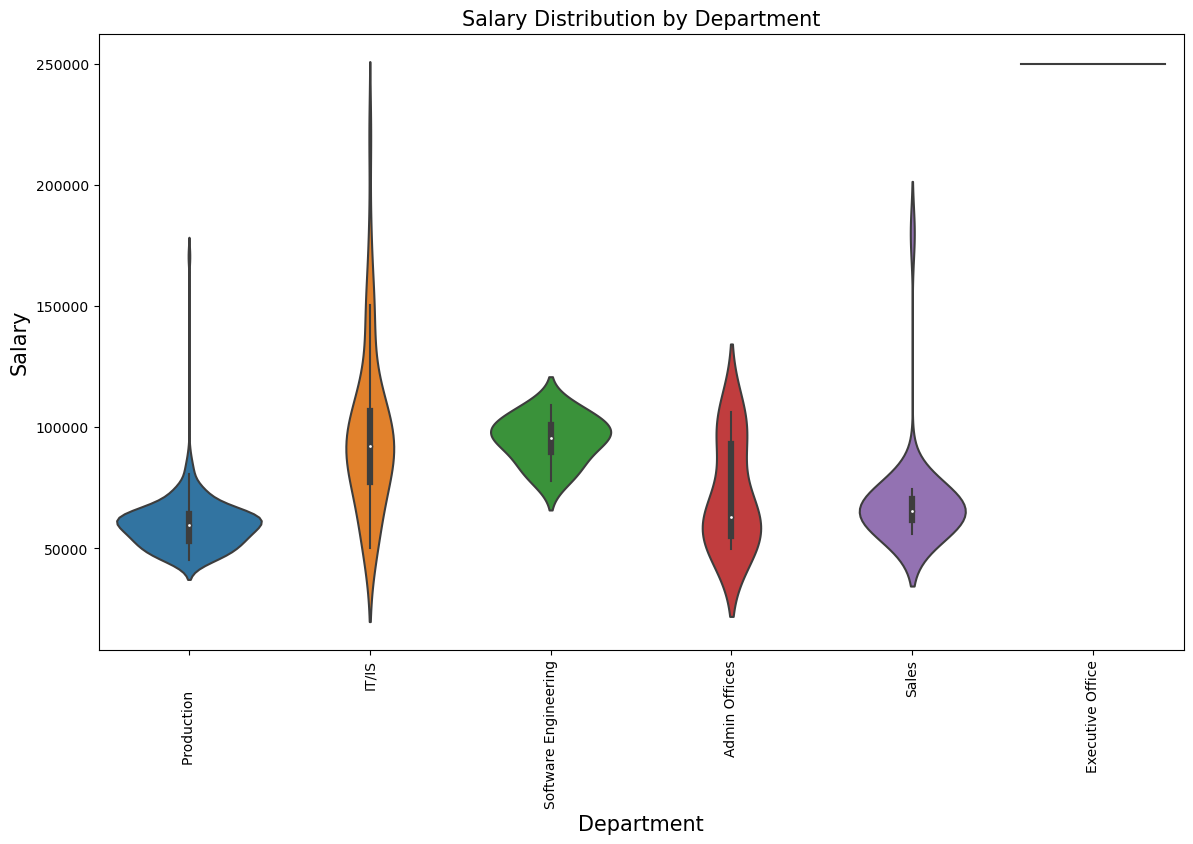 Salary Distribution by Department
Salary
250000
200000
150000
100000
50000
Production
IT/IS
Software Engineering
Admin Offices
Sales
Executive Office
Department